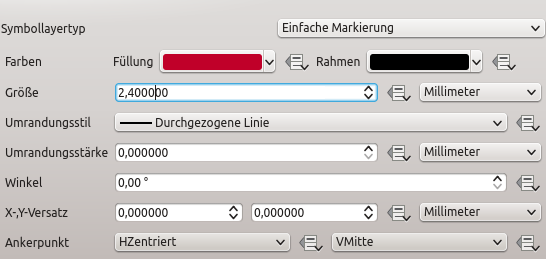 Symbollayertyp Einfache Markierung
Farben Füllung Rahmen
Größe 2,400000 Millimeter
Umrandungsstil Durchgezogene Linie
Umrandungsstärke 0,000000 Millimeter
Winkel 0,00 °
X-,Y-Versatz 0,000000 0,000000 Millimeter
Ankerpunkt HZentriert VMitte